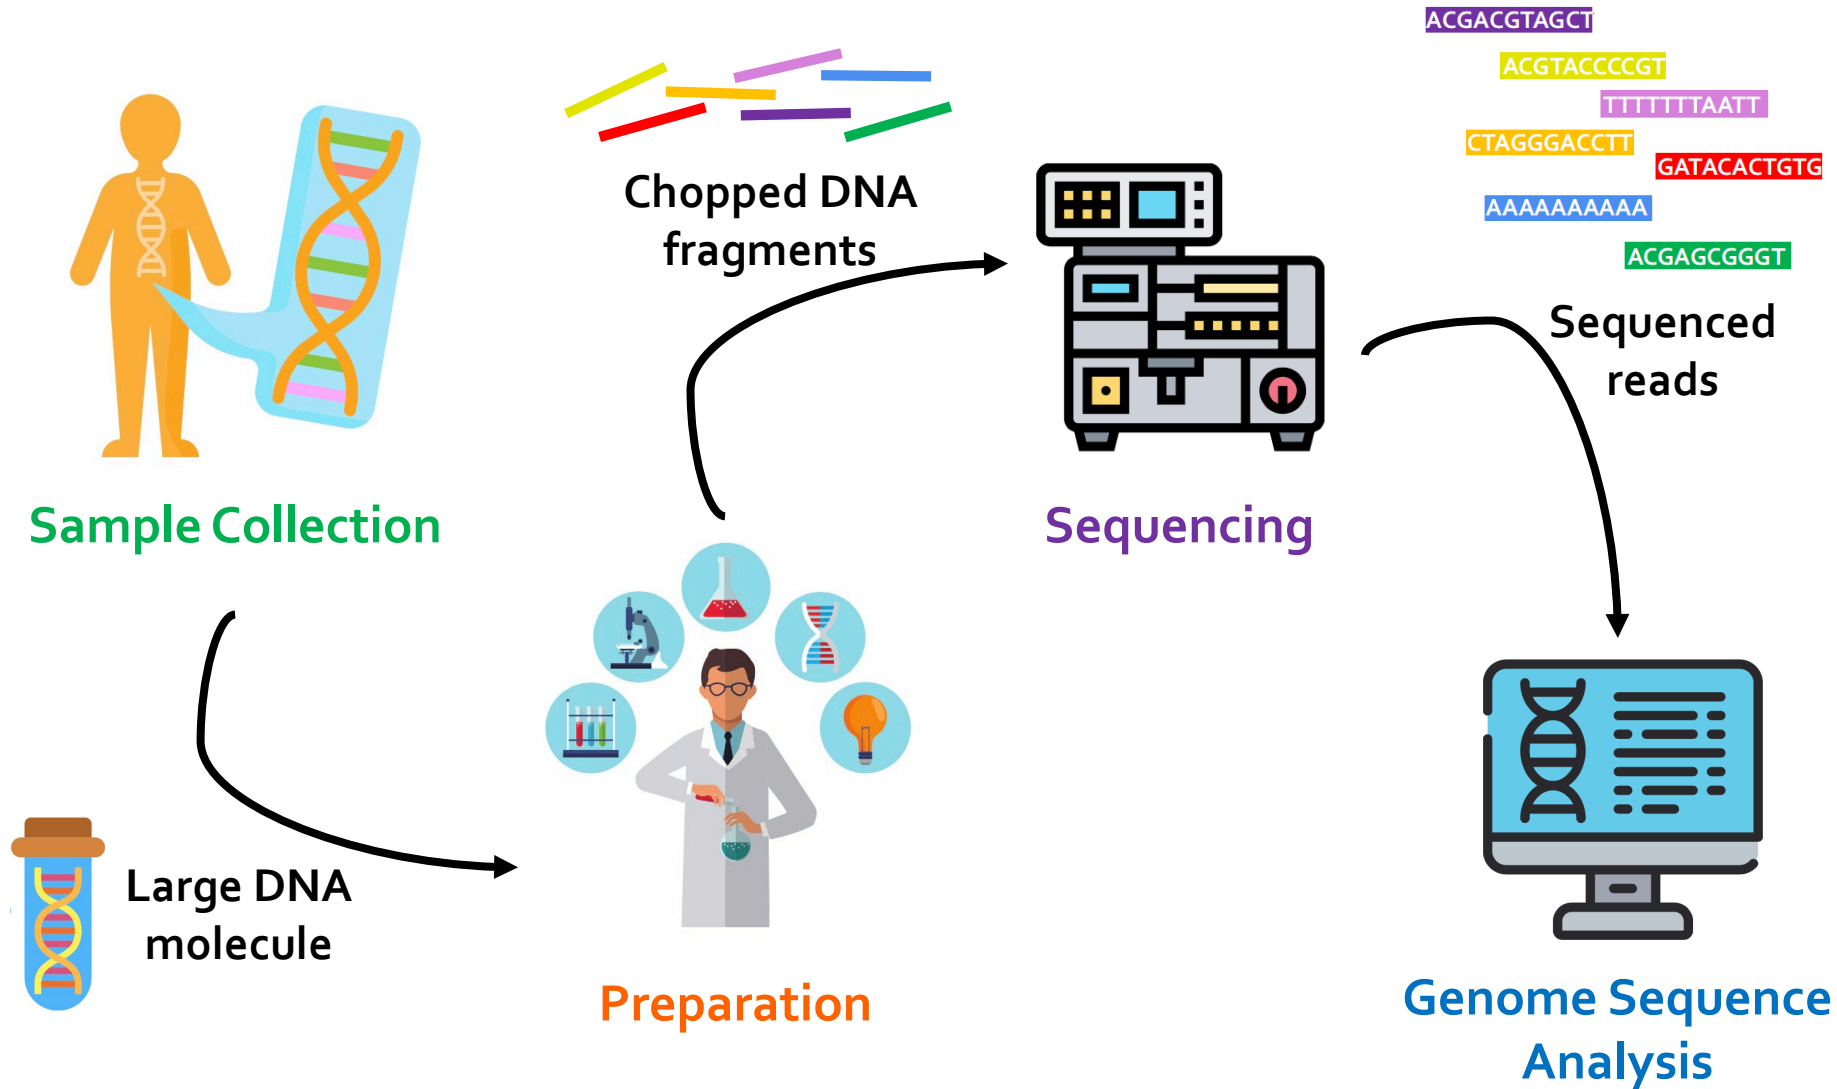 ACGACGTAGCT
ACGTACCCCGT
TTTTTTTAATT
CTAGGGACCTT
GATACACTGTG
AAAAAAAAAA
ACGAGCGGGT
Chopped DNA
fragments
Sequenced
reads
Sample Collection
Sequencing
Large DNA
molecule
Preparation
Genome Sequence
Analysis